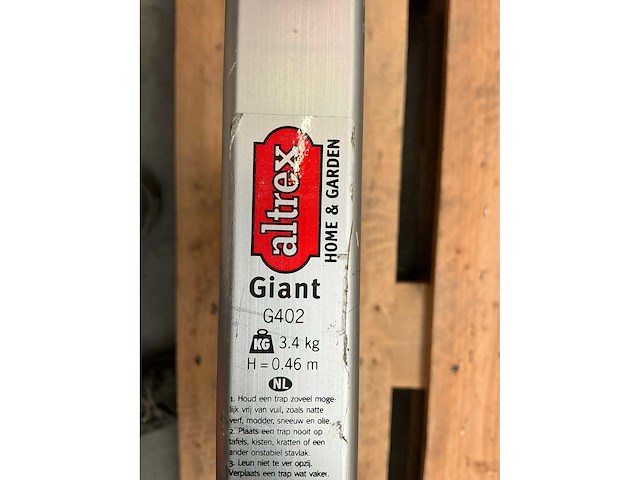 altrex
HOME & GARDEN
Giant
G402
KG 3.4 kg
H = 0.46 m
NL
1. Houd een trap zoveel moge-
lijk vrij van vuil, zoals natte
verf, modder, sneeuw en olie.
2. Plaats een trap nooit op
tafels, kisten, kratten of een
ander onstabiel stavlak.
3. Leun niet te ver opzij.
Verplaats een trap wat vaker.